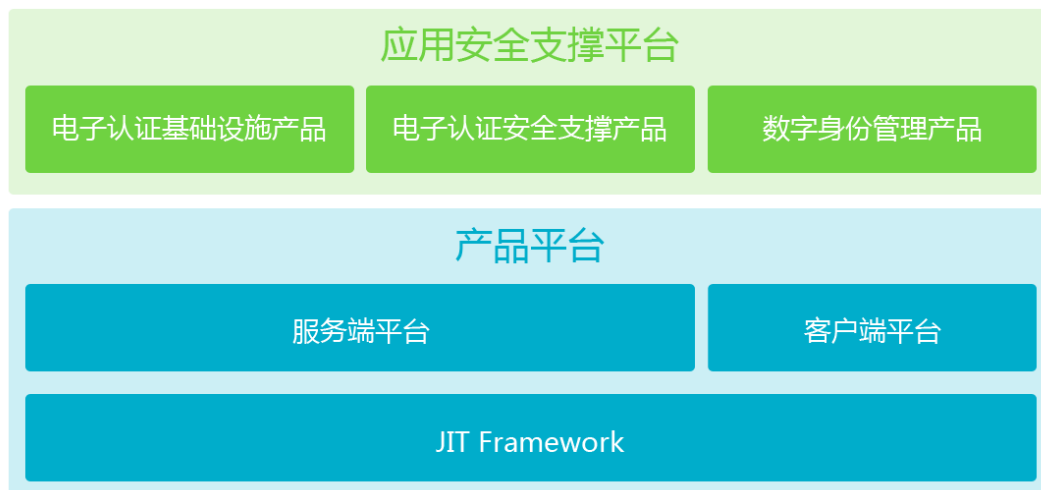 应用安全支撑平台
电子认证基础设施产品
电子认证安全支撑产品
数字身份管理产品
产品平台
服务端平台
客户端平台
JIT Framework